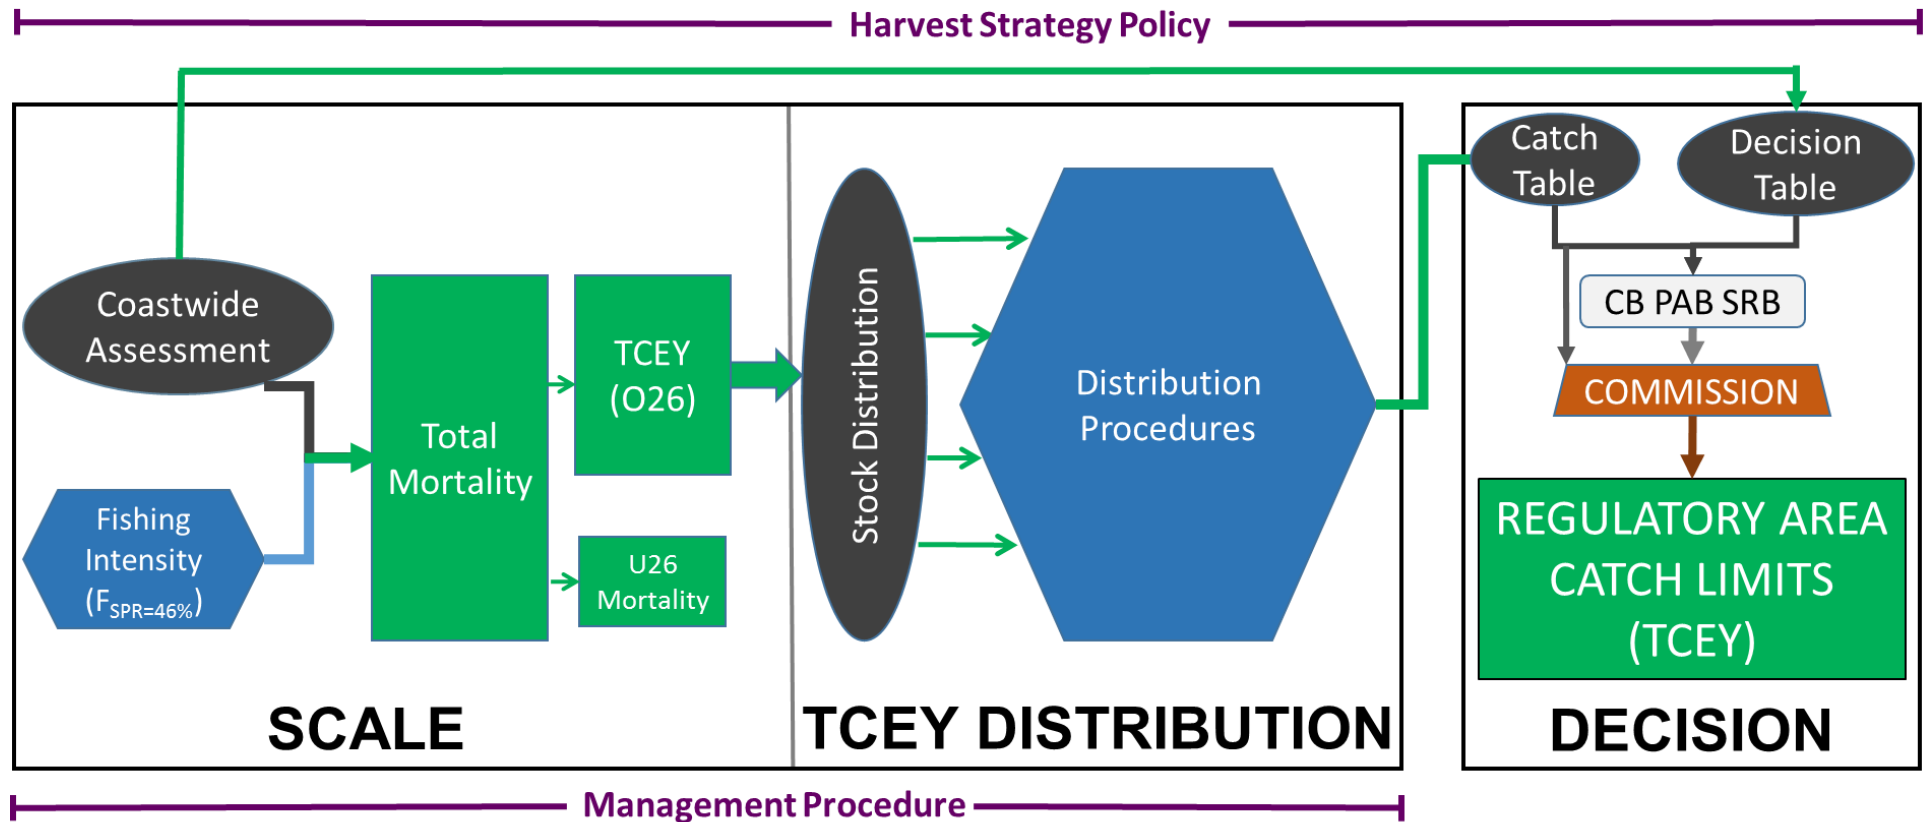 Harvest Strategy Policy
Coastwide
Assessment
Fishing
Intensity
(FSPR=46%)
Total
Mortality
TCEY
(O26)
U26
Mortality
SCALE
Stock Distribution
Distribution
Procedures
TCEY DISTRIBUTION
Catch
Table
Decision
Table
CB PAB SRB
COMMISSION
REGULATORY AREA
CATCH LIMITS
(TCEY)
DECISION
Management Procedure